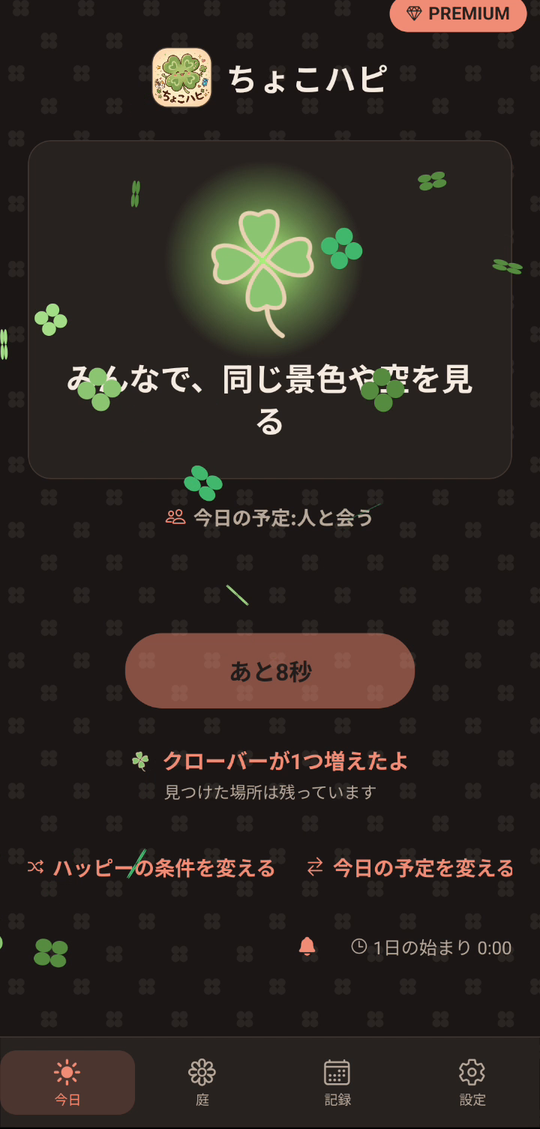 PREMIUM
ちょこハピ
ちょこハピ
みんなで、同じ景色や空を見
る
今日の予定:人と会う
あと8秒
クローバーが1つ増えたよ
見つけた場所は残っています
ハッピーの条件を変える
今日の予定を変える
1日の始まり 0:00
今日
庭
記録
設定